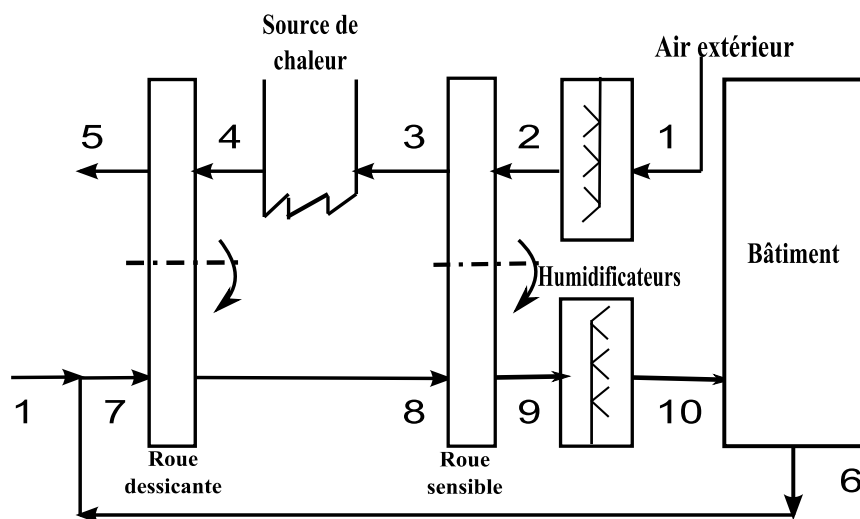 Source de
chaleur
Air extérieur
5
4
3
2
1
Bâtiment
Humidificateurs
1
7
8
9
10
Roue
dessicante
Roue
sensible
6